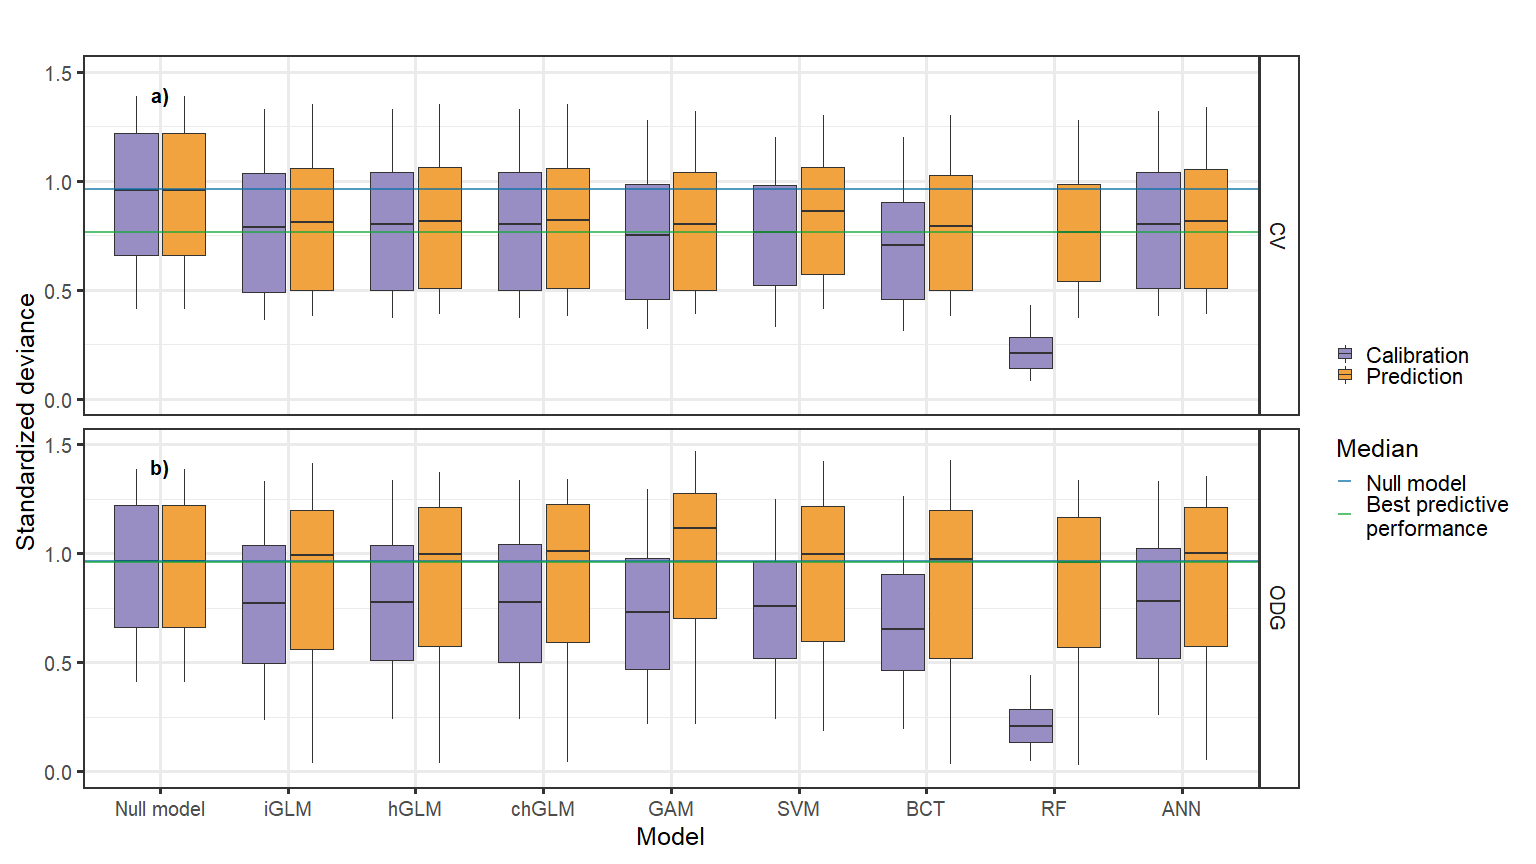 a)
1.5
1.0
0.5
0.0
CV
b)
1.5
1.0
0.5
0.0
ODG
Standardized deviance
Null model
iGLM
hGLM
chGLM
GAM
SVM
BCT
RF
ANN
Model
Calibration
Prediction
Median
Null model
Best predictive
performance